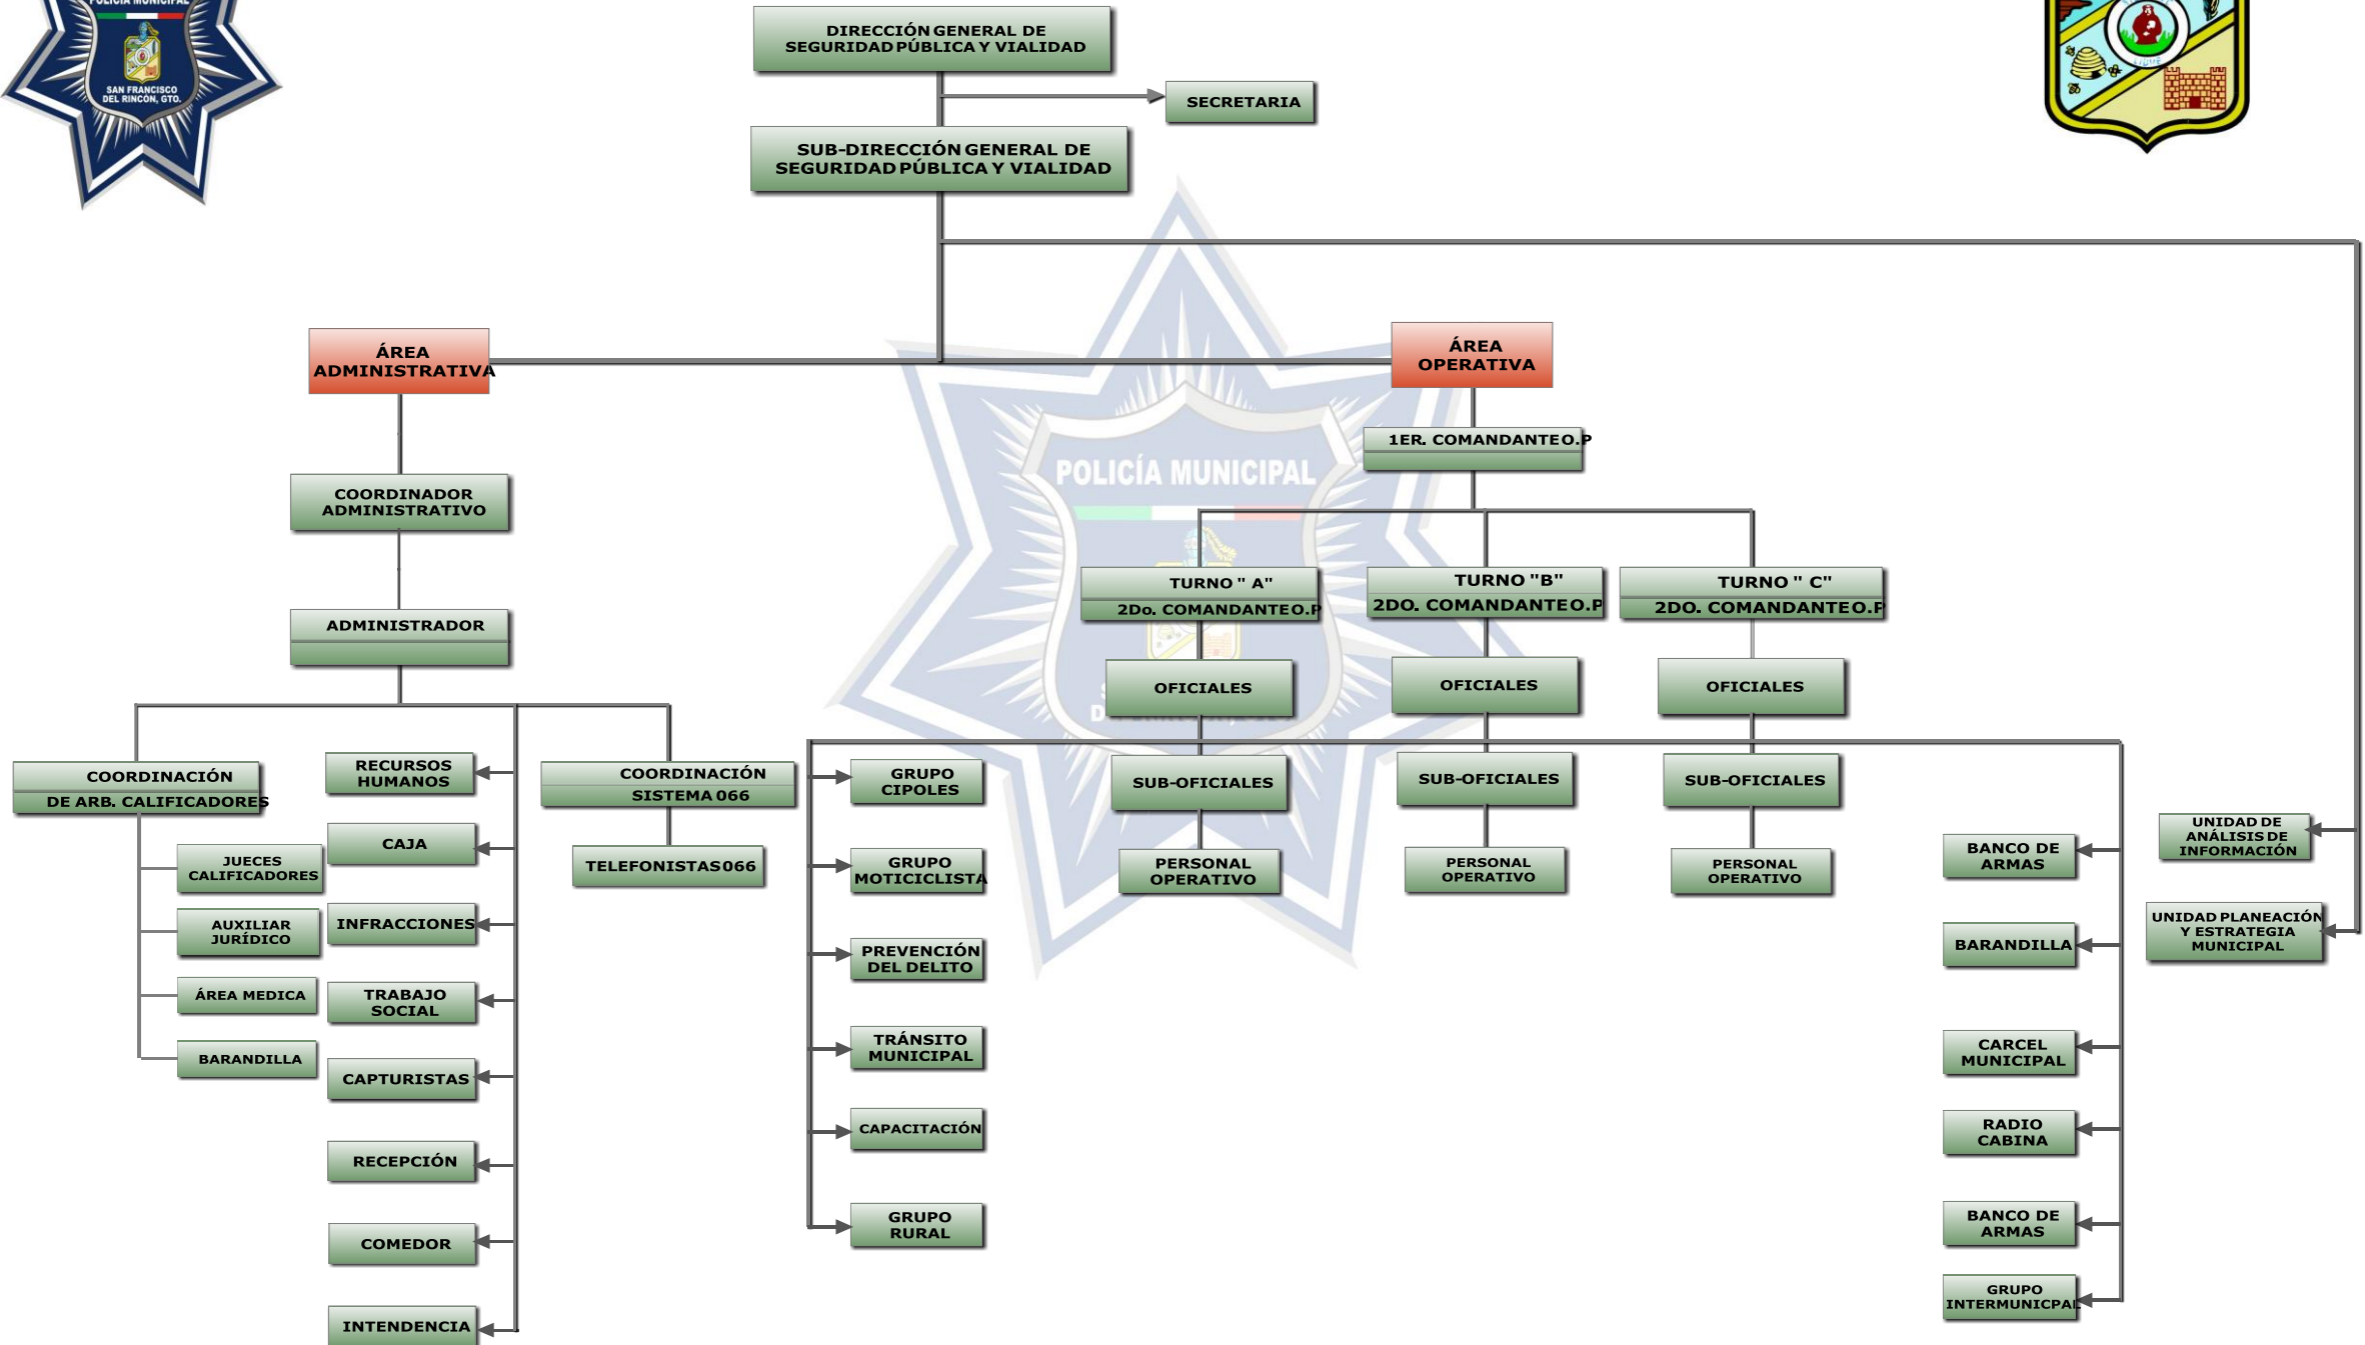 POLICÍA MUNICIPAL
SAN FRANCISCO
DEL RINCÓN, GTO.
DIRECCIÓN GENERAL DE
SEGURIDAD PÚBLICA Y VIALIDAD
SECRETARIA
SUB-DIRECCIÓN GENERAL DE
SEGURIDAD PÚBLICA Y VIALIDAD
ÁREA
ADMINISTRATIVA
ÁREA
OPERATIVA
1ER. COMANDANTE O.P
POLICÍA MUNICIPAL
COORDINADOR
ADMINISTRATIVO
ADMINISTRADOR
TURNO " A"
2Do. COMANDANTE O.P
TURNO "B"
2DO. COMANDANTE O.P
TURNO " C"
2DO. COMANDANTE O.P
OFICIALES
OFICIALES
OFICIALES
COORDINACIÓN
DE ARB. CALIFICADORES
JUECES
CALIFICADORES
AUXILIAR
JURÍDICO
ÁREA MEDICA
BARANDILLA
RECURSOS
HUMANOS
CAJA
INFRACCIONES
TRABAJO
SOCIAL
CAPTURISTAS
RECEPCIÓN
COMEDOR
INTENDENCIA
COORDINACIÓN
SISTEMA 066
TELEFONISTAS 066
GRUPO
CIPOLES
GRUPO
MOTICICLISTA
PREVENCIÓN
DEL DELITO
TRÁNSITO
MUNICIPAL
CAPACITACIÓN
GRUPO
RURAL
SUB-OFICIALES
PERSONAL
OPERATIVO
SUB-OFICIALES
PERSONAL
OPERATIVO
SUB-OFICIALES
PERSONAL
OPERATIVO
BANCO DE
ARMAS
BARANDILLA
CARCEL
MUNICIPAL
RADIO
CABINA
BANCO DE
ARMAS
GRUPO
INTERMUNICPAL
UNIDAD DE
ANÁLISIS DE
INFORMACIÓN
UNIDAD PLANEACIÓN
Y ESTRATEGIA
MUNICIPAL